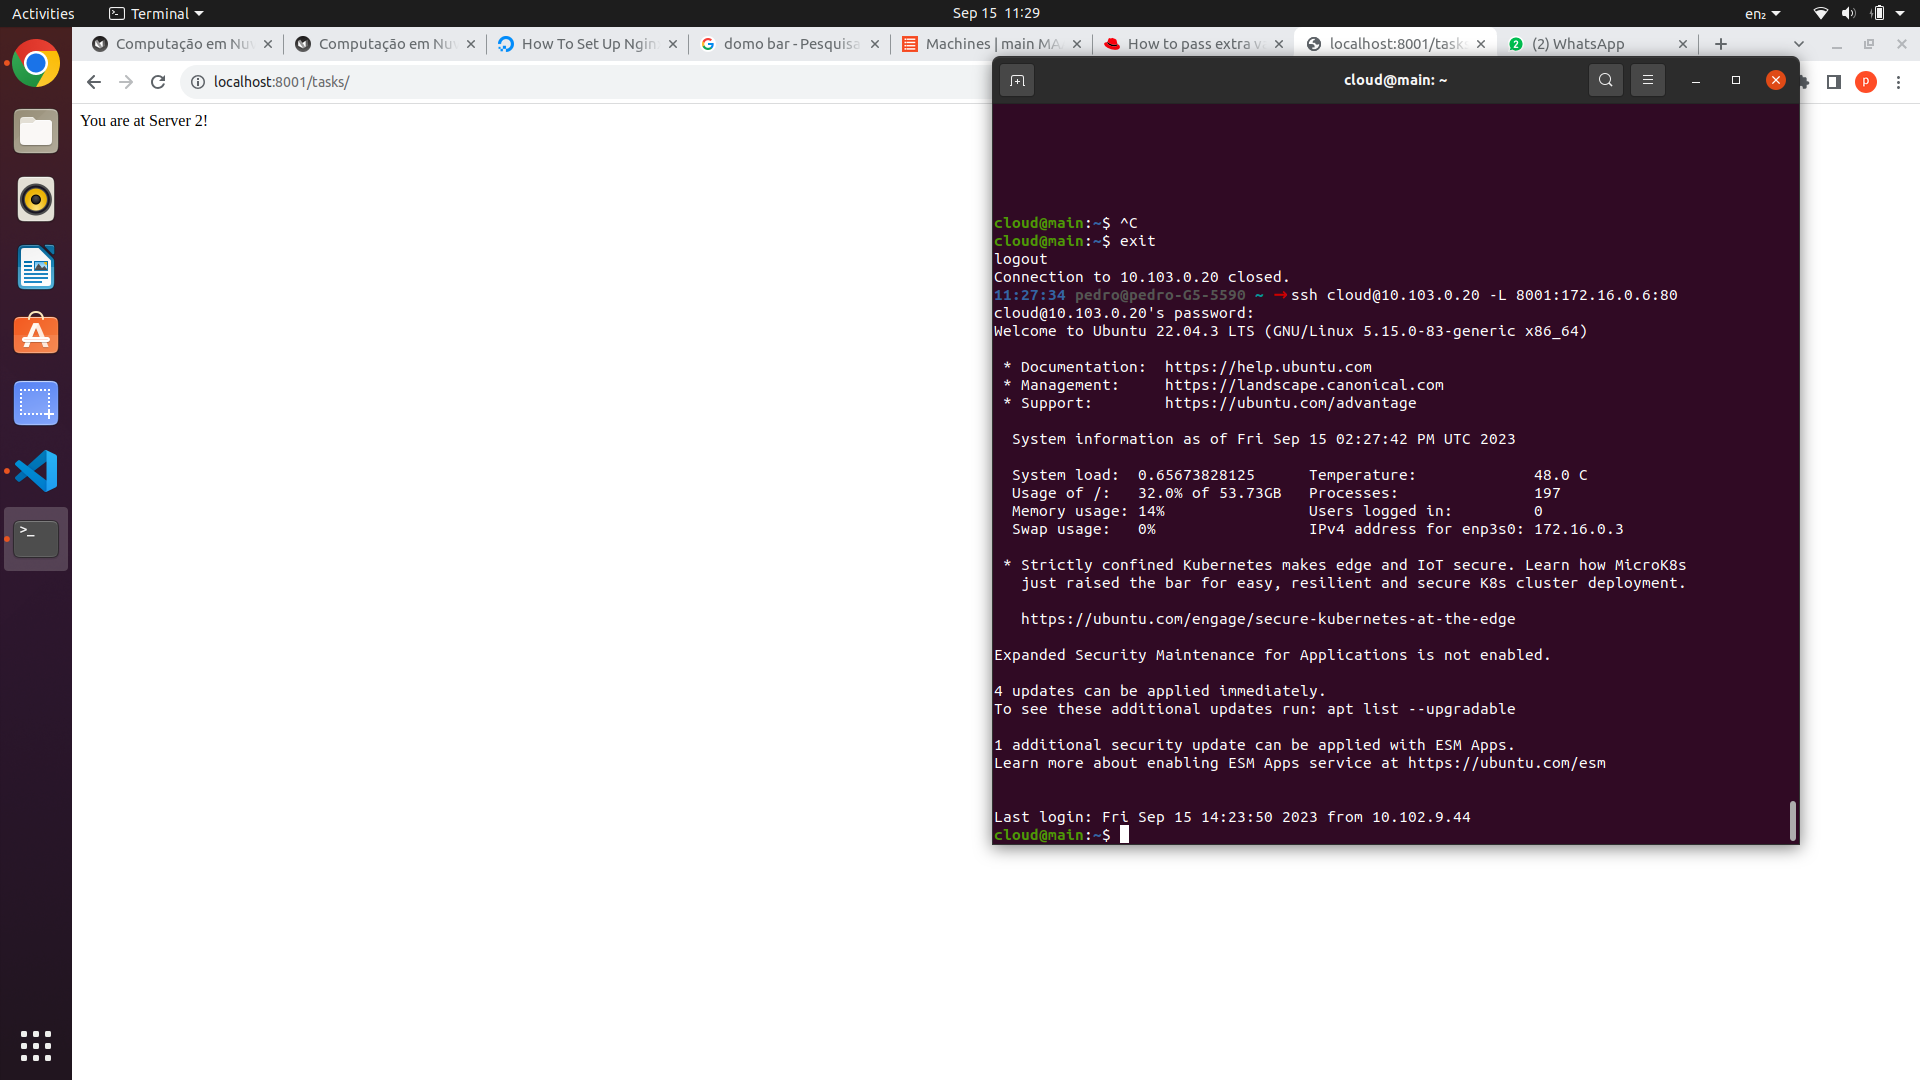 Activities
Terminal
Sep 15 11:29
en₂
Computação em Nuv
Computação em Nuv
How To Set Up Ngin
domo bar - Pesquisa
Machines | main MA
How to pass extra va
localhost:8001/tasks
(2) WhatsApp
localhost:8001/tasks/
p
You are at Server 2!
cloud@main: ~
cloud@main:~$ ^C
cloud@main:~$ exit
logout
Connection to 10.103.0.20 closed.
11:27:34 pedro@pedro-G5-5590 ~ →ssh cloud@10.103.0.20 -L 8001:172.16.0.6:80
cloud@10.103.0.20's password:
Welcome to Ubuntu 22.04.3 LTS (GNU/Linux 5.15.0-83-generic x86_64)
* Documentation: https://help.ubuntu.com
* Management: https://landscape.canonical.com
* Support: https://ubuntu.com/advantage
System information as of Fri Sep 15 02:27:42 PM UTC 2023
System load: 0.65673828125 Temperature: 48.0 C
Usage of /: 32.0% of 53.73GB Processes: 197
Memory usage: 14% Users logged in: 0
Swap usage: 0% IPv4 address for enp3s0: 172.16.0.3
* Strictly confined Kubernetes makes edge and IoT secure. Learn how MicroK8s
just raised the bar for easy, resilient and secure K8s cluster deployment.
https://ubuntu.com/engage/secure-kubernetes-at-the-edge
Expanded Security Maintenance for Applications is not enabled.
4 updates can be applied immediately.
To see these additional updates run: apt list --upgradable
1 additional security update can be applied with ESM Apps.
Learn more about enabling ESM Apps service at https://ubuntu.com/esm
Last login: Fri Sep 15 14:23:50 2023 from 10.102.9.44
cloud@main:~$